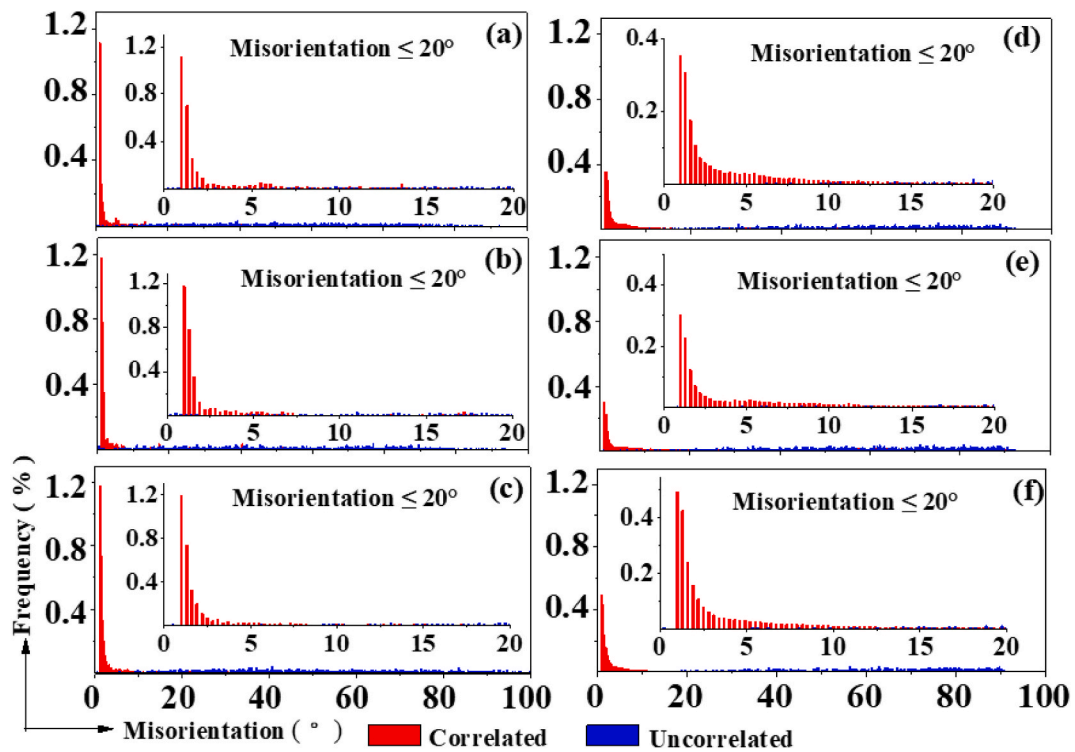 1.2
0.8
0.4
(a)
Misorientation ≤ 20°
1.2
0.8
0.4
0 5 10 15 20
1.2
0.8
0.4
(d)
Misorientation ≤ 20°
0.4
0.2
0 5 10 15 20
1.2
0.8
0.4
(b)
Misorientation ≤ 20°
1.2
0.8
0.4
0 5 10 15 20
1.2
0.8
0.4
(e)
Misorientation ≤ 20°
0.4
0.2
0 5 10 15 20
1.2
0.8
0.4
(c)
Misorientation ≤ 20°
1.2
0.8
0.4
0 5 10 15 20
0 20 40 60 80 100
1.2
0.8
0.4
(f)
Misorientation ≤ 20°
0.4
0.2
0 5 10 15 20
0 20 40 60 80 100
Frequency ( % )
Misorientation ( ° )
Correlated
Uncorrelated